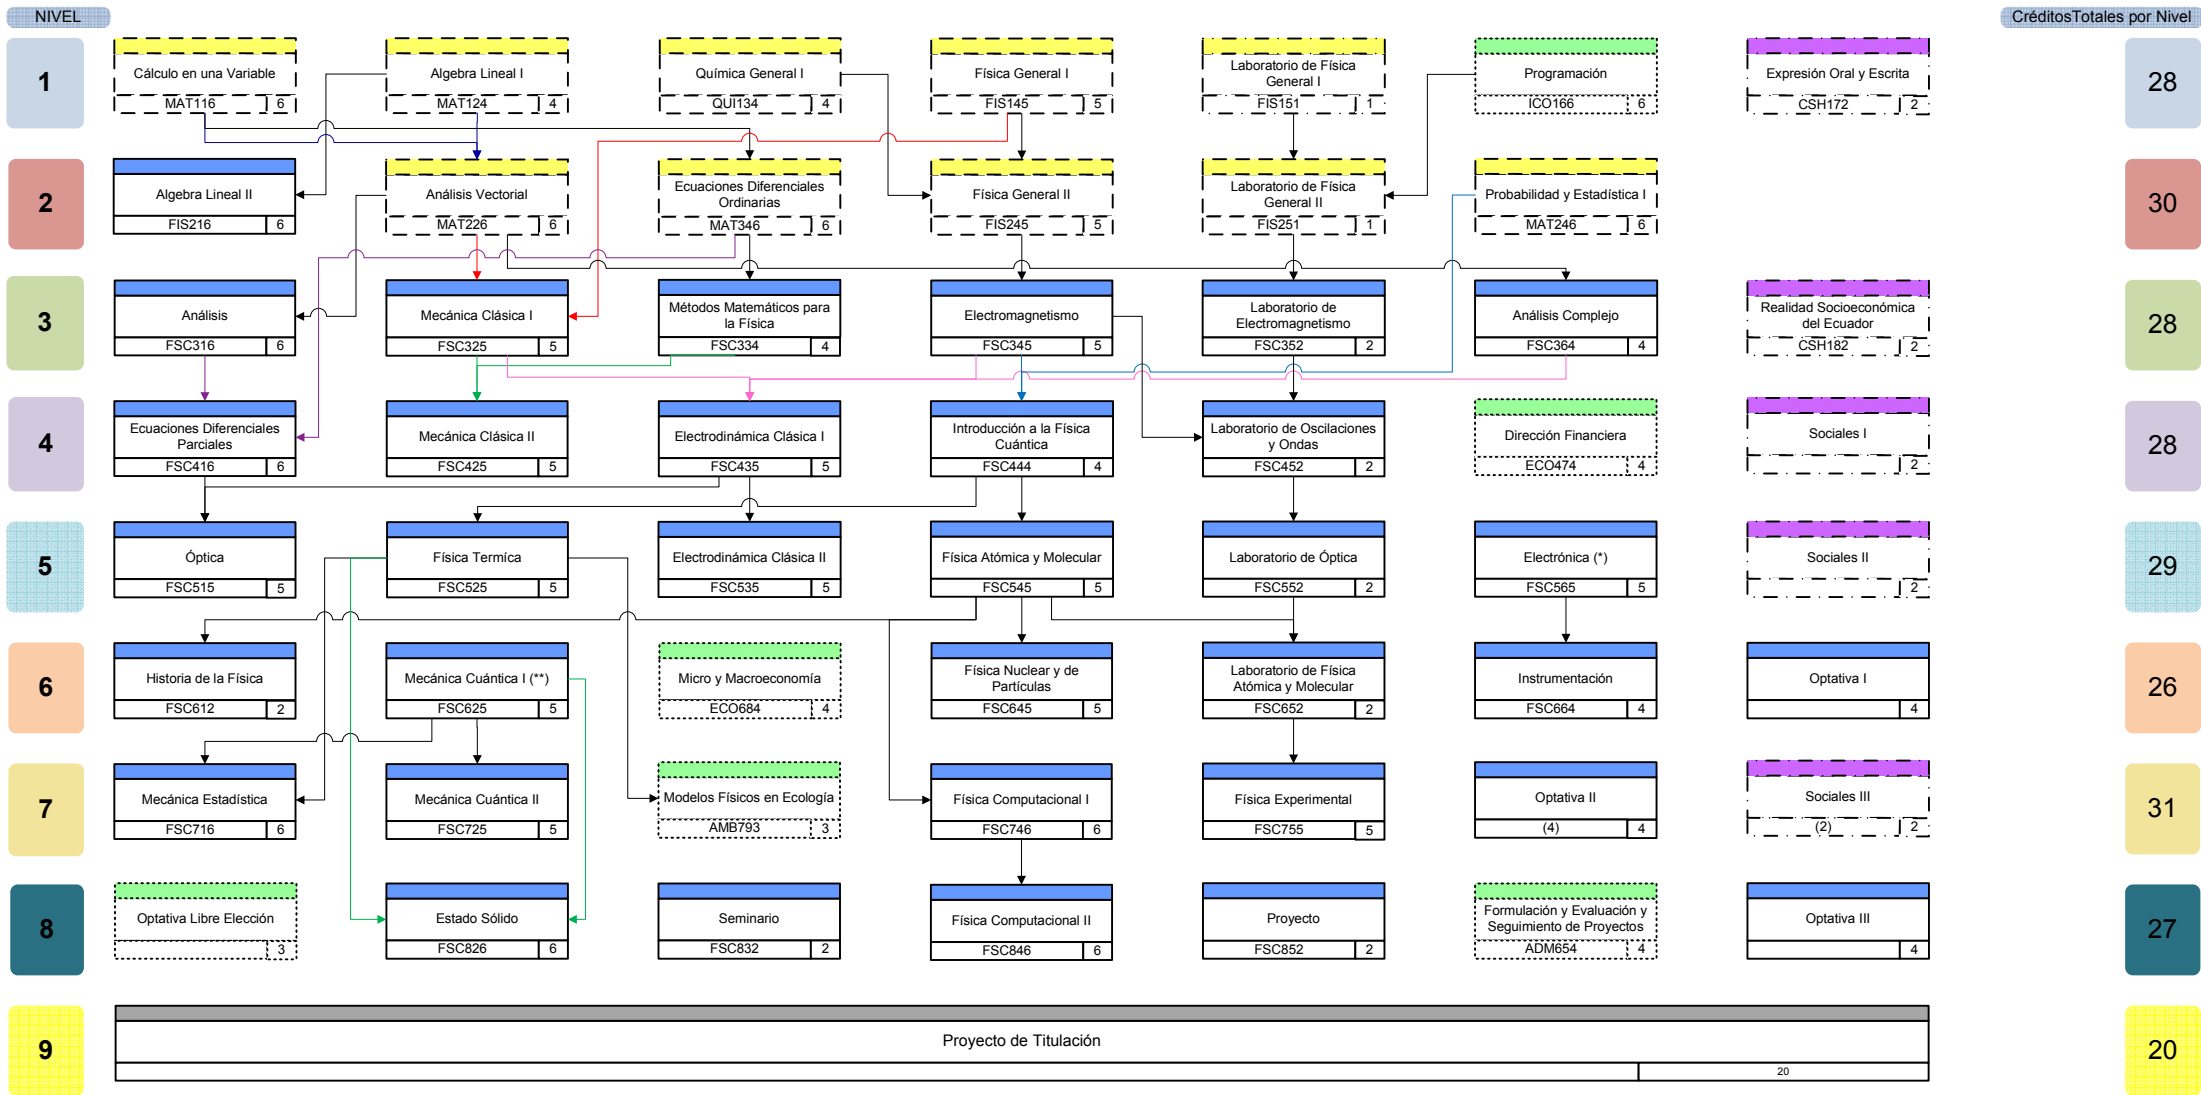 NIVEL
CréditosTotales por Nivel
1
Cálculo en una Variable
MAT116 6
Algebra Lineal I
MAT124 4
Química General I
QUI134 4
Física General I
FIS145 5
Laboratorio de Física
General I
FIS151 1
Programación
ICO166 6
Expresión Oral y Escrita
CSH172 2
28
2
Algebra Lineal II
FIS216 6
Análisis Vectorial
MAT226 6
Ecuaciones Diferenciales
Ordinarias
MAT346 6
Física General II
FIS245 5
Laboratorio de Física
General II
FIS251 1
Probabilidad y Estadística I
MAT246 6
30
3
Análisis
FSC316 6
Mecánica Clásica I
FSC325 5
Métodos Matemáticos para
la Física
FSC334 4
Electromagnetismo
FSC345 5
Laboratorio de
Electromagnetismo
FSC352 2
Análisis Complejo
FSC364 4
Realidad Socioeconómica
del Ecuador
CSH182 2
28
4
Ecuaciones Diferenciales
Parciales
FSC416 6
Mecánica Clásica II
FSC425 5
Electrodinámica Clásica I
FSC435 5
Introducción a la Física
Cuántica
FSC444 4
Laboratorio de Oscilaciones
y Ondas
FSC452 2
Dirección Financiera
ECO474 4
Sociales I
2
28
5
Óptica
FSC515 5
Física Termíca
FSC525 5
Electrodinámica Clásica II
FSC535 5
Física Atómica y Molecular
FSC545 5
Laboratorio de Óptica
FSC552 2
Electrónica (*)
FSC565 5
Sociales II
2
29
6
Historia de la Física
FSC612 2
Mecánica Cuántica I (**)
FSC625 5
Micro y Macroeconomía
ECO684 4
Física Nuclear y de
Partículas
FSC645 5
Laboratorio de Física
Atómica y Molecular
FSC652 2
Instrumentación
FSC664 4
Optativa I
4
26
7
Mecánica Estadística
FSC716 6
Mecánica Cuántica II
FSC725 5
Modelos Físicos en Ecología
AMB793 3
Física Computacional I
FSC746 6
Física Experimental
FSC755 5
Optativa II
(4) 4
Sociales III
(2) 2
31
8
Optativa Libre Elección
3
Estado Sólido
FSC826 6
Seminario
FSC832 2
Física Computacional II
FSC846 6
Proyecto
FSC852 2
Formulación y Evaluación y
Seguimiento de Proyectos
ADM654 4
Optativa III
4
27
9
Proyecto de Titulación
20
20